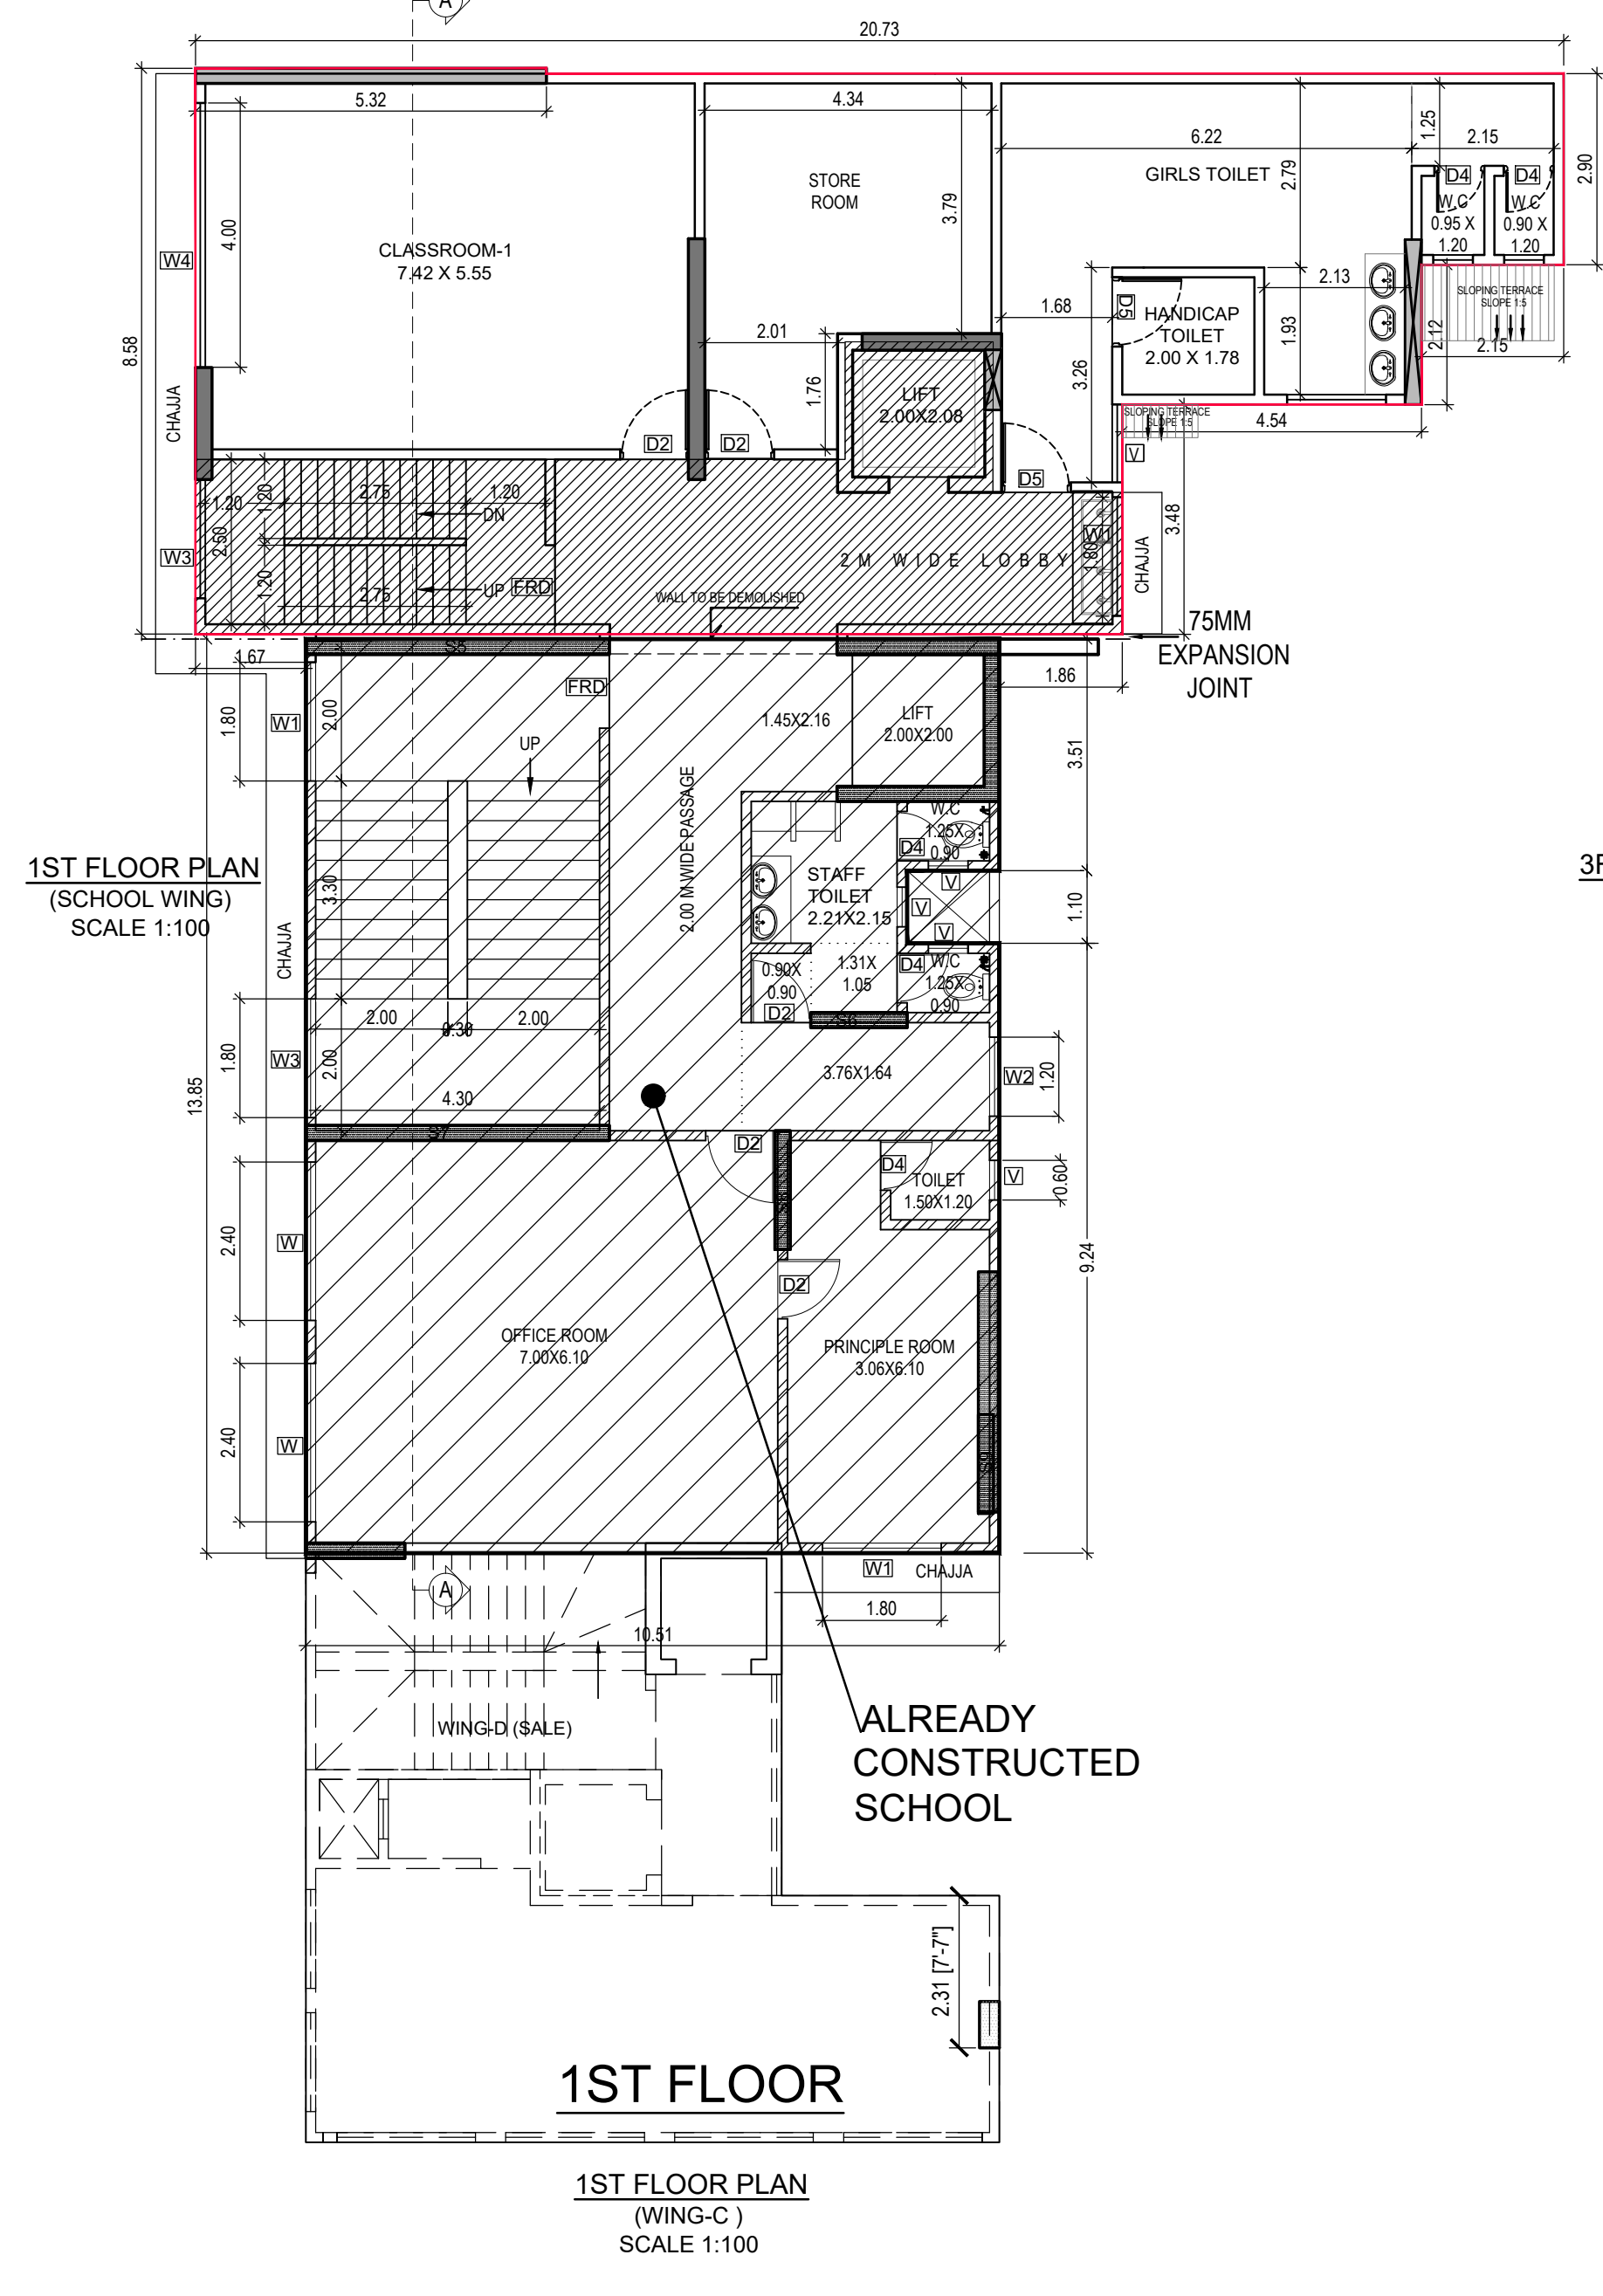 A
20.73
5.32
4.34
1.25
6.22
2.15
2.79
2.90
GIRLS TOILET
STORE
ROOM
3.79
D4
D4
W.C
0.95 X
1.20
W.C
0.90 X
1.20
4.00
CLASSROOM-1
7.42 X 5.55
W4
8.58
2.13
SLOPING TERRACE
SLOPE 1:5
2.12
2.15
1.68
D5
HANDICAP
TOILET
2.00 X 1.78
1.93
2.01
3.26
1.76
LIFT
2.00X2.08
CHAJJA
SLOPING TERRACE
SLOPE 1:5
4.54
D2
D2
V
D5
1.20
1.20
2.75
1.20
DN
2.50
3.48
W3
W1
1.80
2 M WIDE LOBBY
CHAJJA
1.20
2.75
UP
FRD
WALL TO BE DEMOLISHED
75MM
EXPANSION
JOINT
S5
1.67
FRD
1.86
1.80
W1
2.00
1.45X2.16
LIFT
2.00X2.00
UP
3.51
2.00 M WIDE PASSAGE
W.C
1.25X
0.90
D4
1ST FLOOR PLAN
(SCHOOL WING)
SCALE 1:100
3F
3.30
STAFF
TOILET
2.21X2.15
V
V
V
1.10
CHAJJA
0.90X
0.90
D2
1.31X
1.05
D4
W.C
1.25X
0.90
2.00
0.30
2.00
S6
1.80
W3
2.00
3.76X1.64
W2
1.20
13.85
4.30
S7
D2
D4
TOILET
1.50X1.20
V
0.60
2.40
W
9.24
D2
OFFICE ROOM
7.00X6.10
PRINCIPLE ROOM
3.06X6.10
2.40
W
W1
CHAJJA
A
1.80
10.51
WING-D (SALE)
ALREADY
CONSTRUCTED
SCHOOL
2.31 [7'-7"]
1ST FLOOR
1ST FLOOR PLAN
(WING-C )
SCALE 1:100